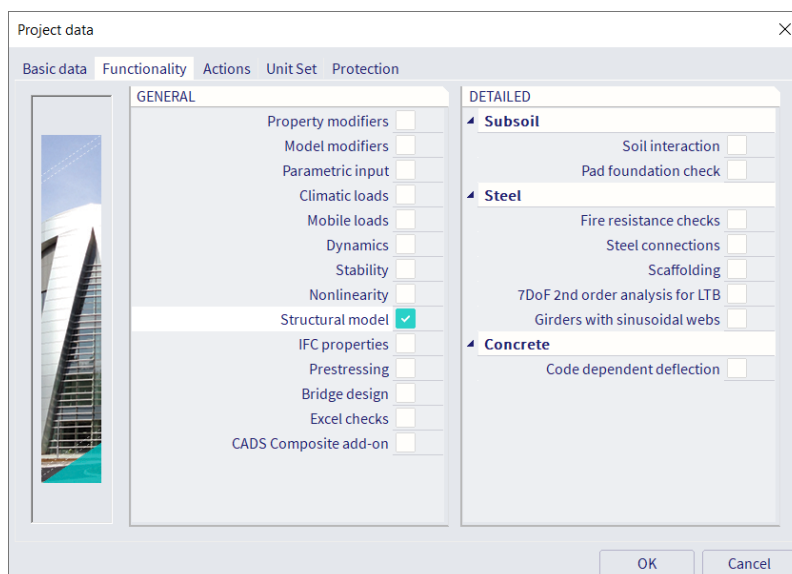 Project data
Basic data Functionality Actions Unit Set Protection
GENERAL
Property modifiers
Model modifiers
Parametric input
Climatic loads
Mobile loads
Dynamics
Stability
Nonlinearity
Structural model
IFC properties
Prestressing
Bridge design
Excel checks
CADS Composite add-on
DETAILED
Subsoil
Soil interaction
Pad foundation check
Steel
Fire resistance checks
Steel connections
Scaffolding
7DoF 2nd order analysis for LTB
Girders with sinusoidal webs
Concrete
Code dependent deflection
OK Cancel